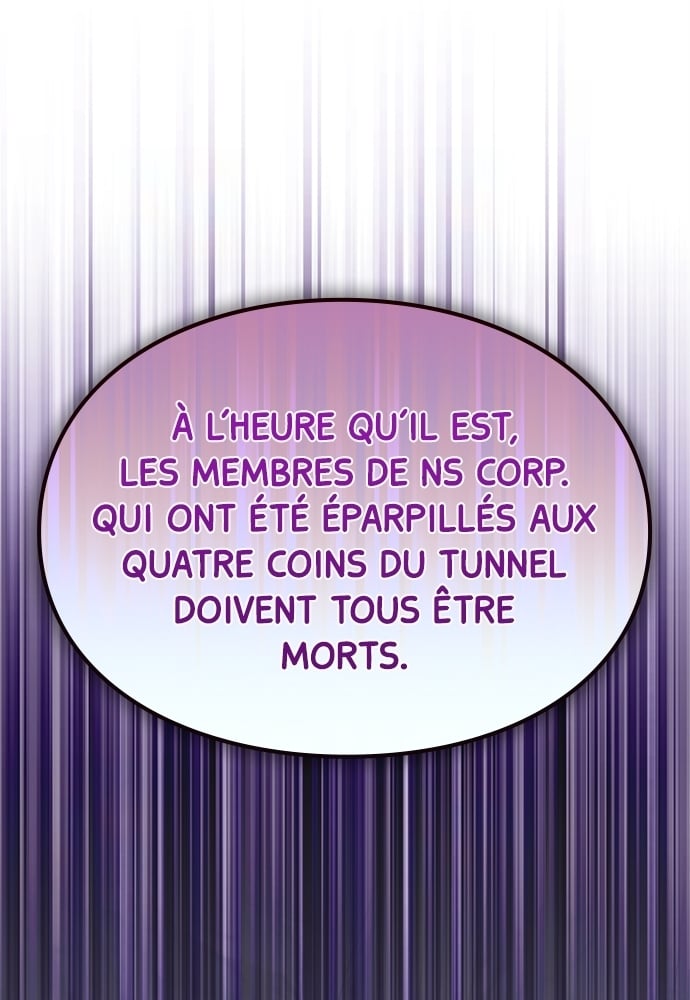 À L'HEURE QU'IL EST,
LES MEMBRES DE NS CORP.
QUI ONT ÉTÉ ÉPARPILLÉS AUX
QUATRE COINS DU TUNNEL
DOIVENT TOUS ÊTRE
MORTS.